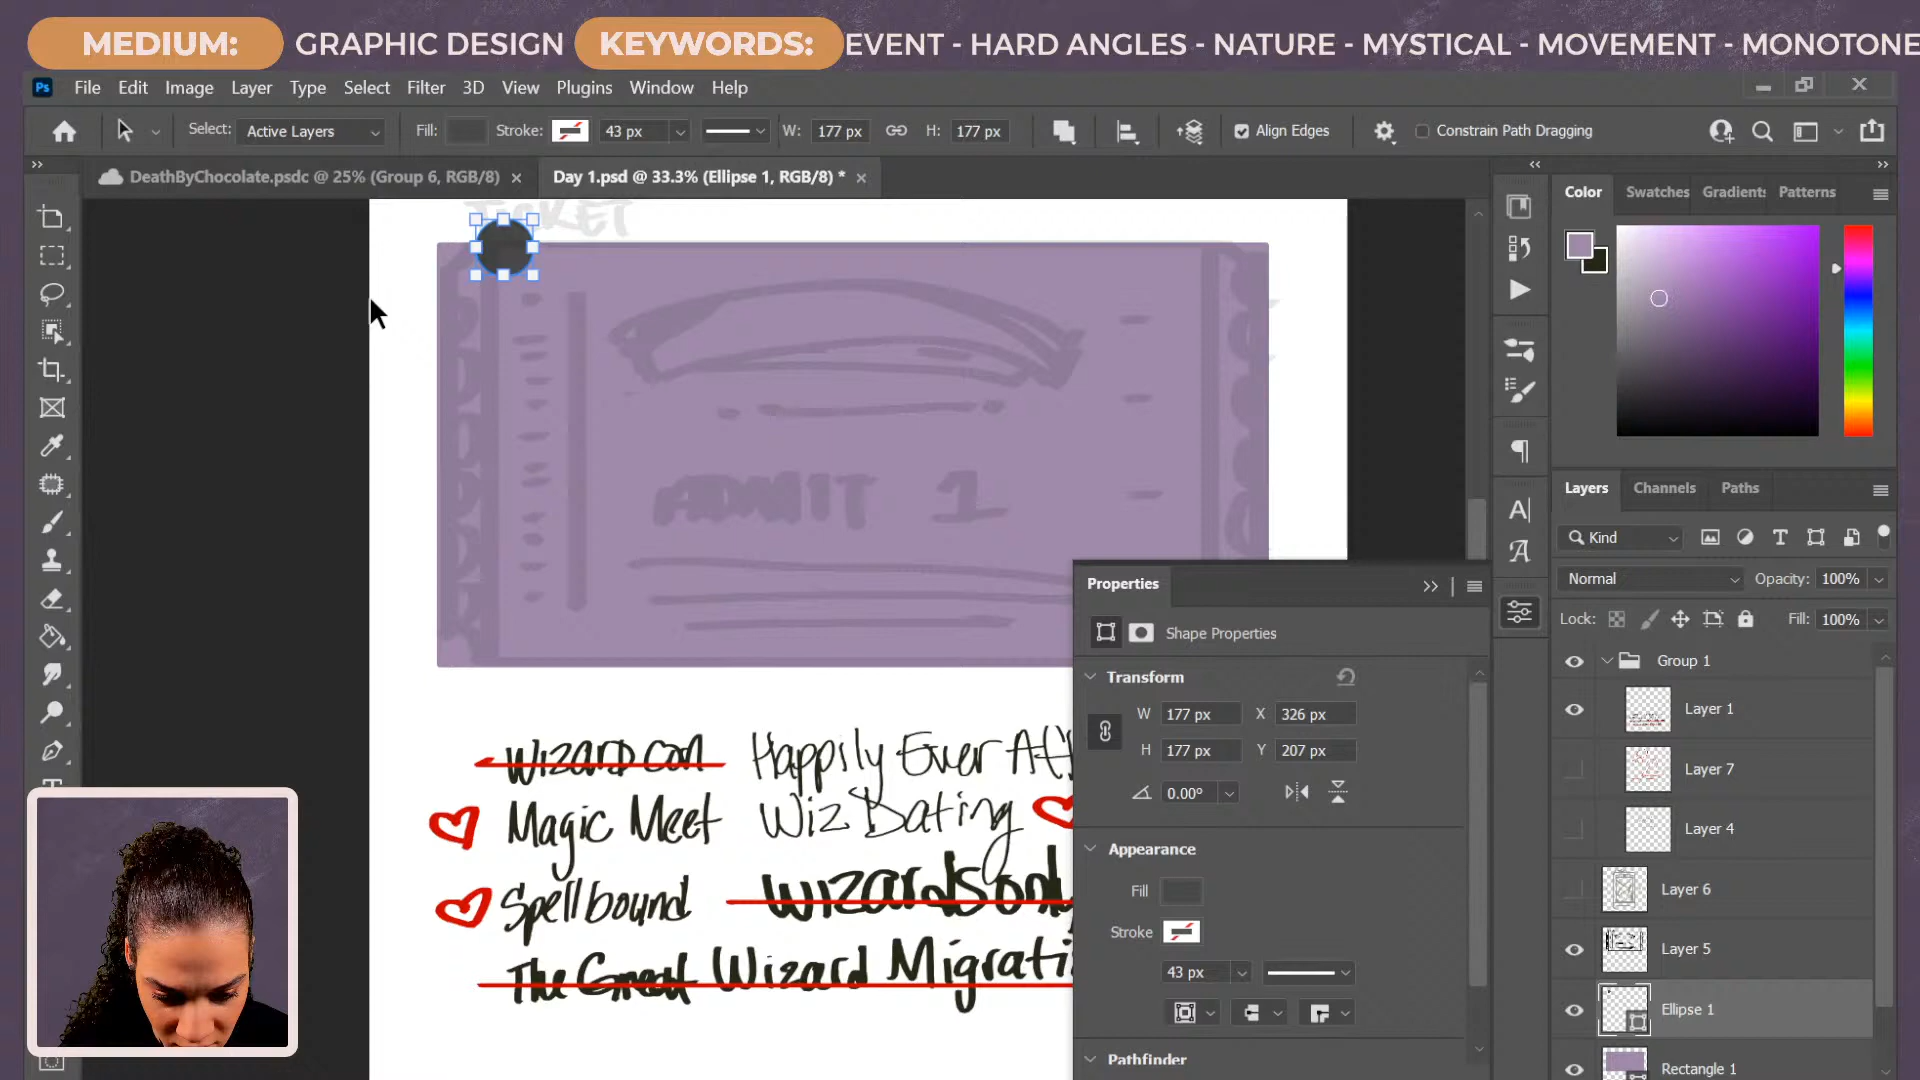 MEDIUM: GRAPHIC DESIGN KEYWORDS: EVENT - HARD ANGLES - NATURE - MYSTICAL - MOVEMENT - MONOTONE
Ps File Edit Image Layer Type Select Filter 3D View Plugins Window Help
Select: Active Layers Fill: Stroke: 43 px W: 177 px H: 177 px Align Edges Constrain Path Dragging
DeathByChocolate.psdc @ 25% (Group 6, RGB/8) × Day 1.psd @ 33.3% (Ellipse 1, RGB/8) * ×
Color Swatches Gradients Patterns
TICKET
ADMIT 1
Layers Channels Paths
Kind
Normal Opacity: 100%
Lock: Fill: 100%
Group 1
Layer 1
Layer 7
Layer 4
Layer 6
Layer 5
Ellipse 1
Rectangle 1
Properties
Shape Properties
Transform
W 177 px X 326 px
H 177 px Y 207 px
0.00°
Appearance
Fill
Stroke
43 px
Pathfinder
Wizard con Happily Ever Aft
Magic Meet Wiz Dating
Spellbound Wizards only
The Great Wizard Migrati